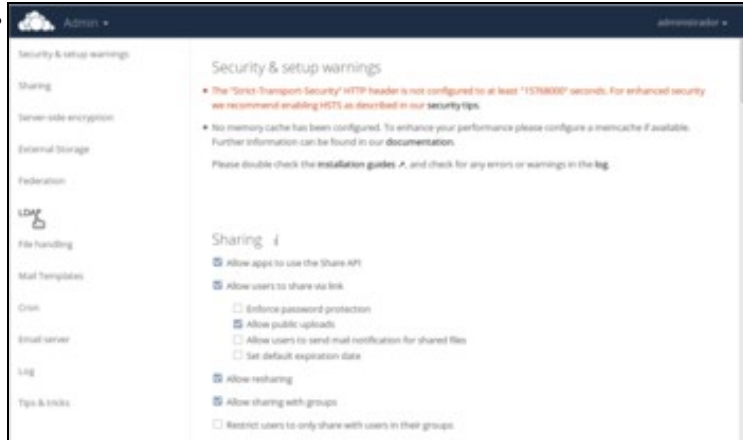 Admin
administrador
Security & setup warnings
Sharing
Server-side encryption
External Storage
Federation
LDAP
File handling
Mail Templates
Cron
Email server
Log
Tips & tricks
Security & setup warnings
The "Strict-Transport-Security" HTTP header is not configured to at least "15768000" seconds. For enhanced security
we recommend enabling HSTS as described in our security tips.
No memory cache has been configured. To enhance your performance please configure a memcache if available.
Further information can be found in our documentation.
Please double check the installation guides ↗, and check for any errors or warnings in the log.
Sharing i
Allow apps to use the Share API
Allow users to share via link
Enforce password protection
Allow public uploads
Allow users to send mail notification for shared files
Set default expiration date
Allow resharing
Allow sharing with groups
Restrict users to only share with users in their groups